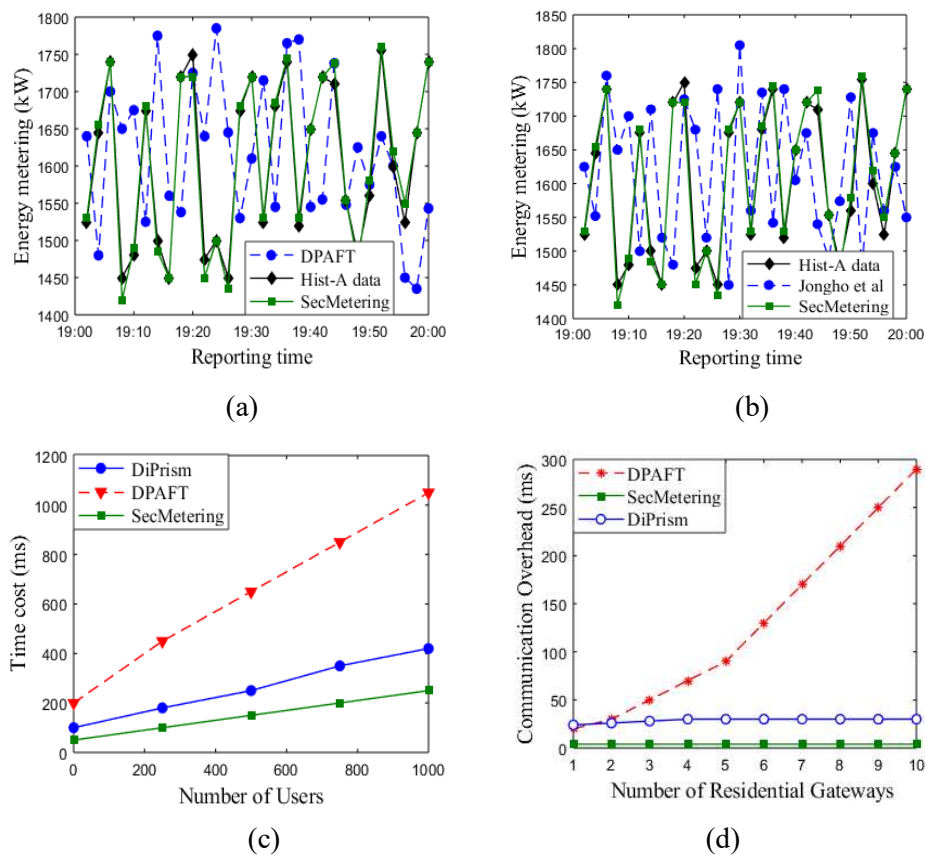 1800
1750
1700
1650
1600
1550
1500
1450
1400
Energy metering (kW)
DPAFT
Hist-A data
SecMetering
19:00 19:10 19:20 19:30 19:40 19:50 20:00
Reporting time
(a)
1850
1800
1750
1700
1650
1600
1550
1500
1450
1400
Energy metering (kW)
Hist-A data
Jongho et al
SecMetering
19:00 19:10 19:20 19:30 19:40 19:50 20:00
Reporting time
(b)
1200
1000
800
600
400
200
0
Time cost (ms)
DiPrism
DPAFT
SecMetering
0 200 400 600 800 1000
Number of Users
(c)
300
250
200
150
100
50
0
Communication Overhead (ms)
DPAFT
SecMetering
DiPrism
1 2 3 4 5 6 7 8 9 10
Number of Residential Gateways
(d)